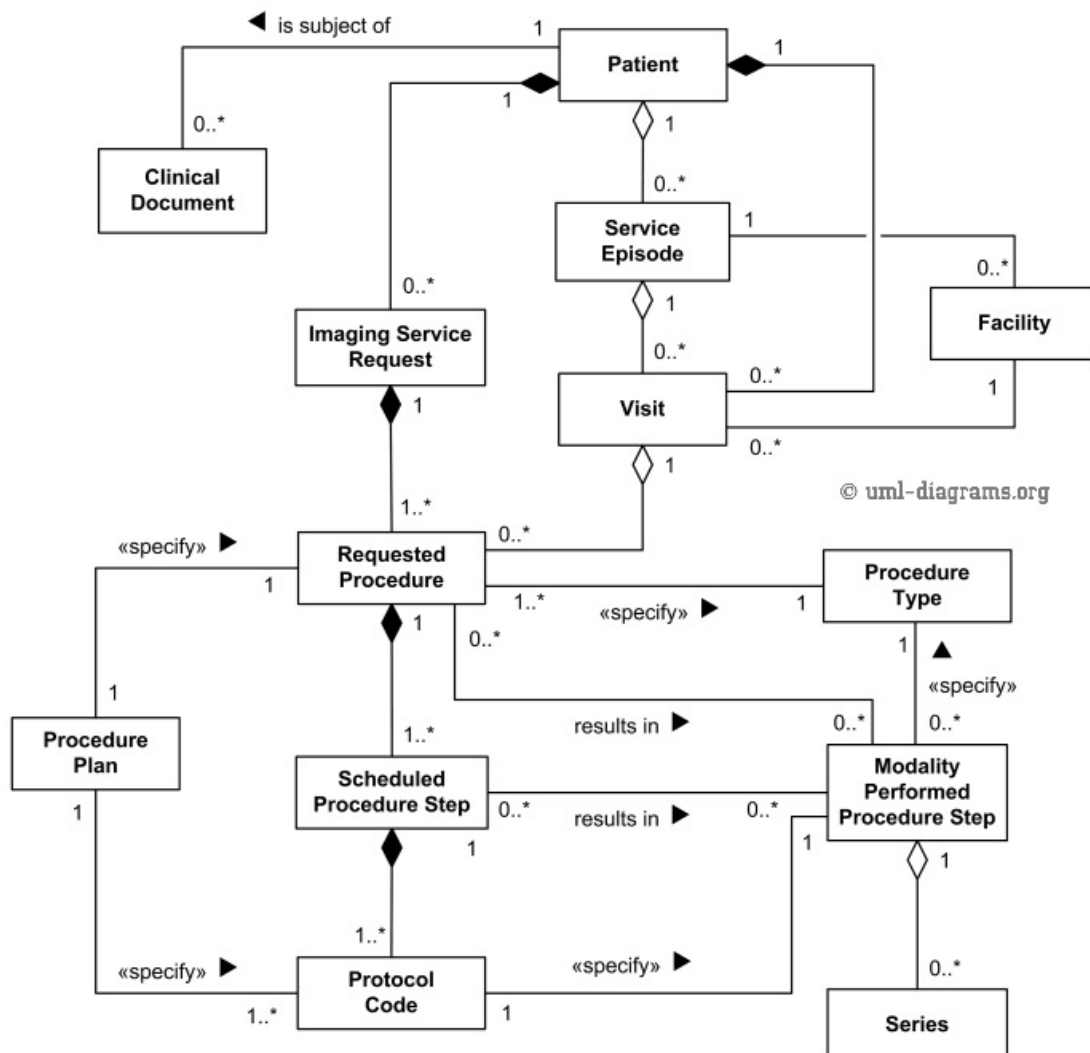 ◄ is subject of
1
Patient
1
1
1
0..*
Clinical
Document
0..*
Service
Episode
1
0..*
0..*
Imaging Service
Request
1
Facility
0..*
0..*
1
Visit
1
0..*
1
© uml-diagrams.org
1..*
0..*
«specify» ►
1
Requested
Procedure
1..*
«specify» ►
1
Procedure
Type
1
0..*
1
▲
«specify»
1
results in ►
0..*
0..*
Procedure
Plan
1..*
Scheduled
Procedure Step
Modality
Performed
Procedure Step
1
0..*
results in ►
0..*
1
1
1
1..*
«specify» ►
1..*
Protocol
Code
«specify» ►
1
0..*
Series